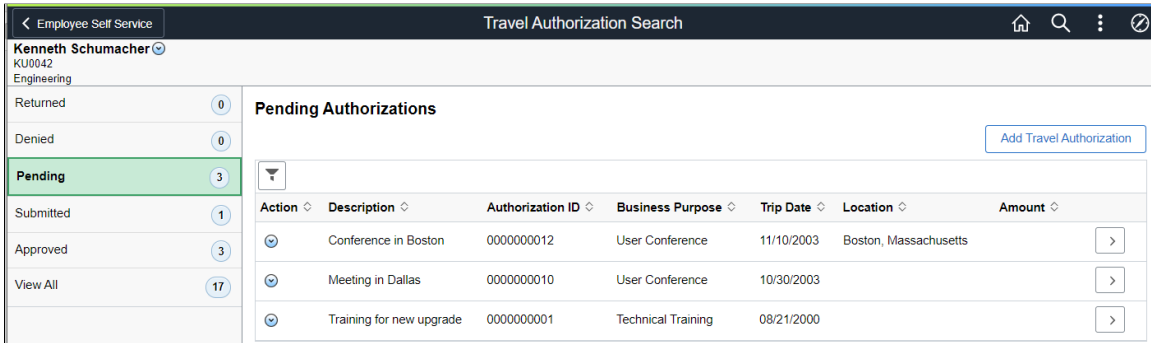 Employee Self Service
Travel Authorization Search
Kenneth Schumacher
KU0042
Engineering
Returned 0
Denied 0
Pending 3
Submitted 1
Approved 3
View All 17
Pending Authorizations
Add Travel Authorization
Action Description Authorization ID Business Purpose Trip Date Location Amount
Conference in Boston 0000000012 User Conference 11/10/2003 Boston, Massachusetts
Meeting in Dallas 0000000010 User Conference 10/30/2003
Training for new upgrade 0000000001 Technical Training 08/21/2000